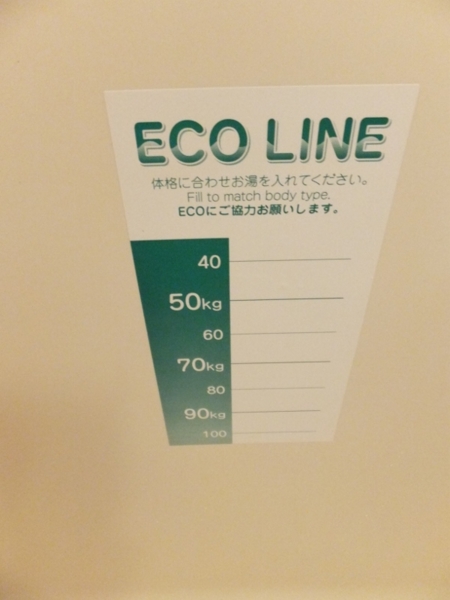 ECO LINE
体格に合わせお湯を入れてください。
Fill to match body type.
ECOにご協力お願いします。
40
50kg
60
70kg
80
90kg
100